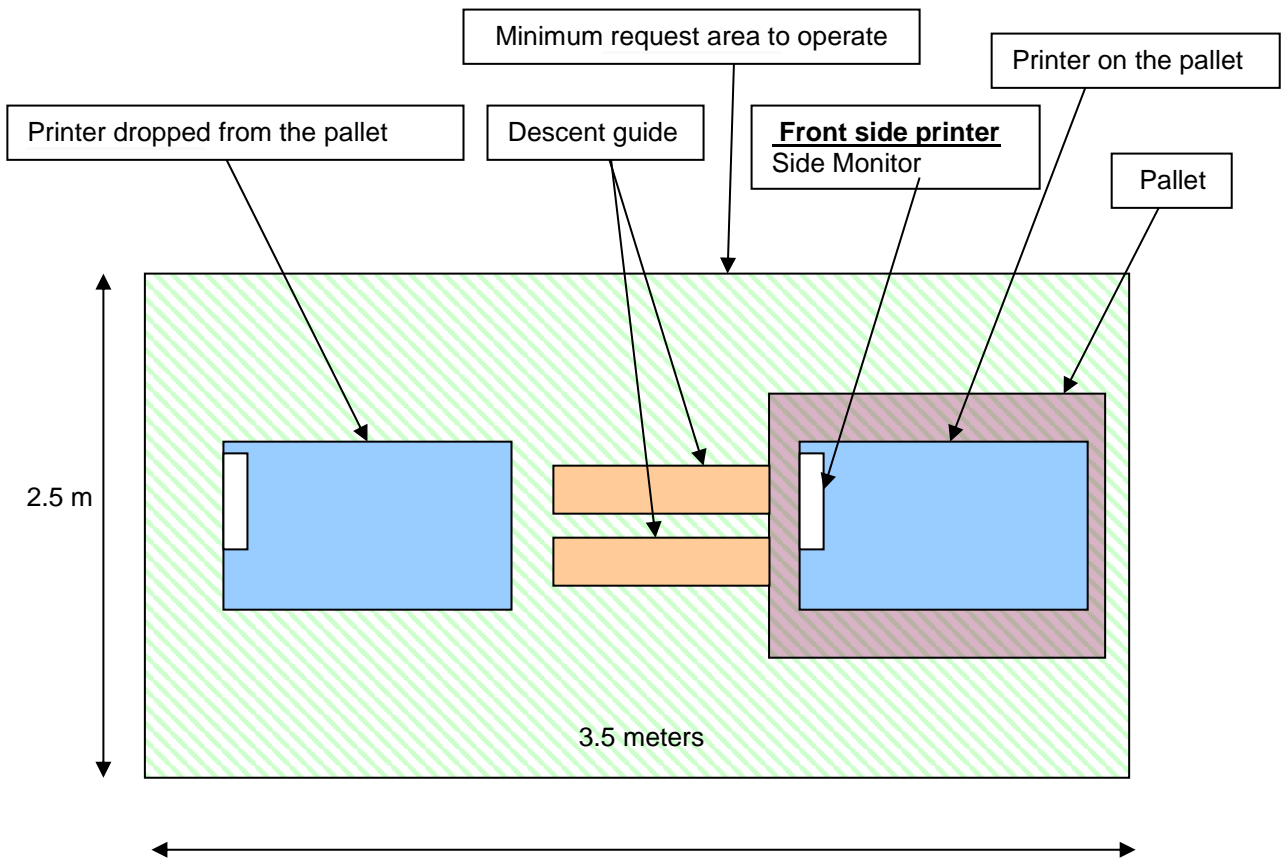 Minimum request area to operate
Printer on the pallet
Printer dropped from the pallet
Descent guide
Front side printer
Side Monitor
Pallet
2.5 m
3.5 meters